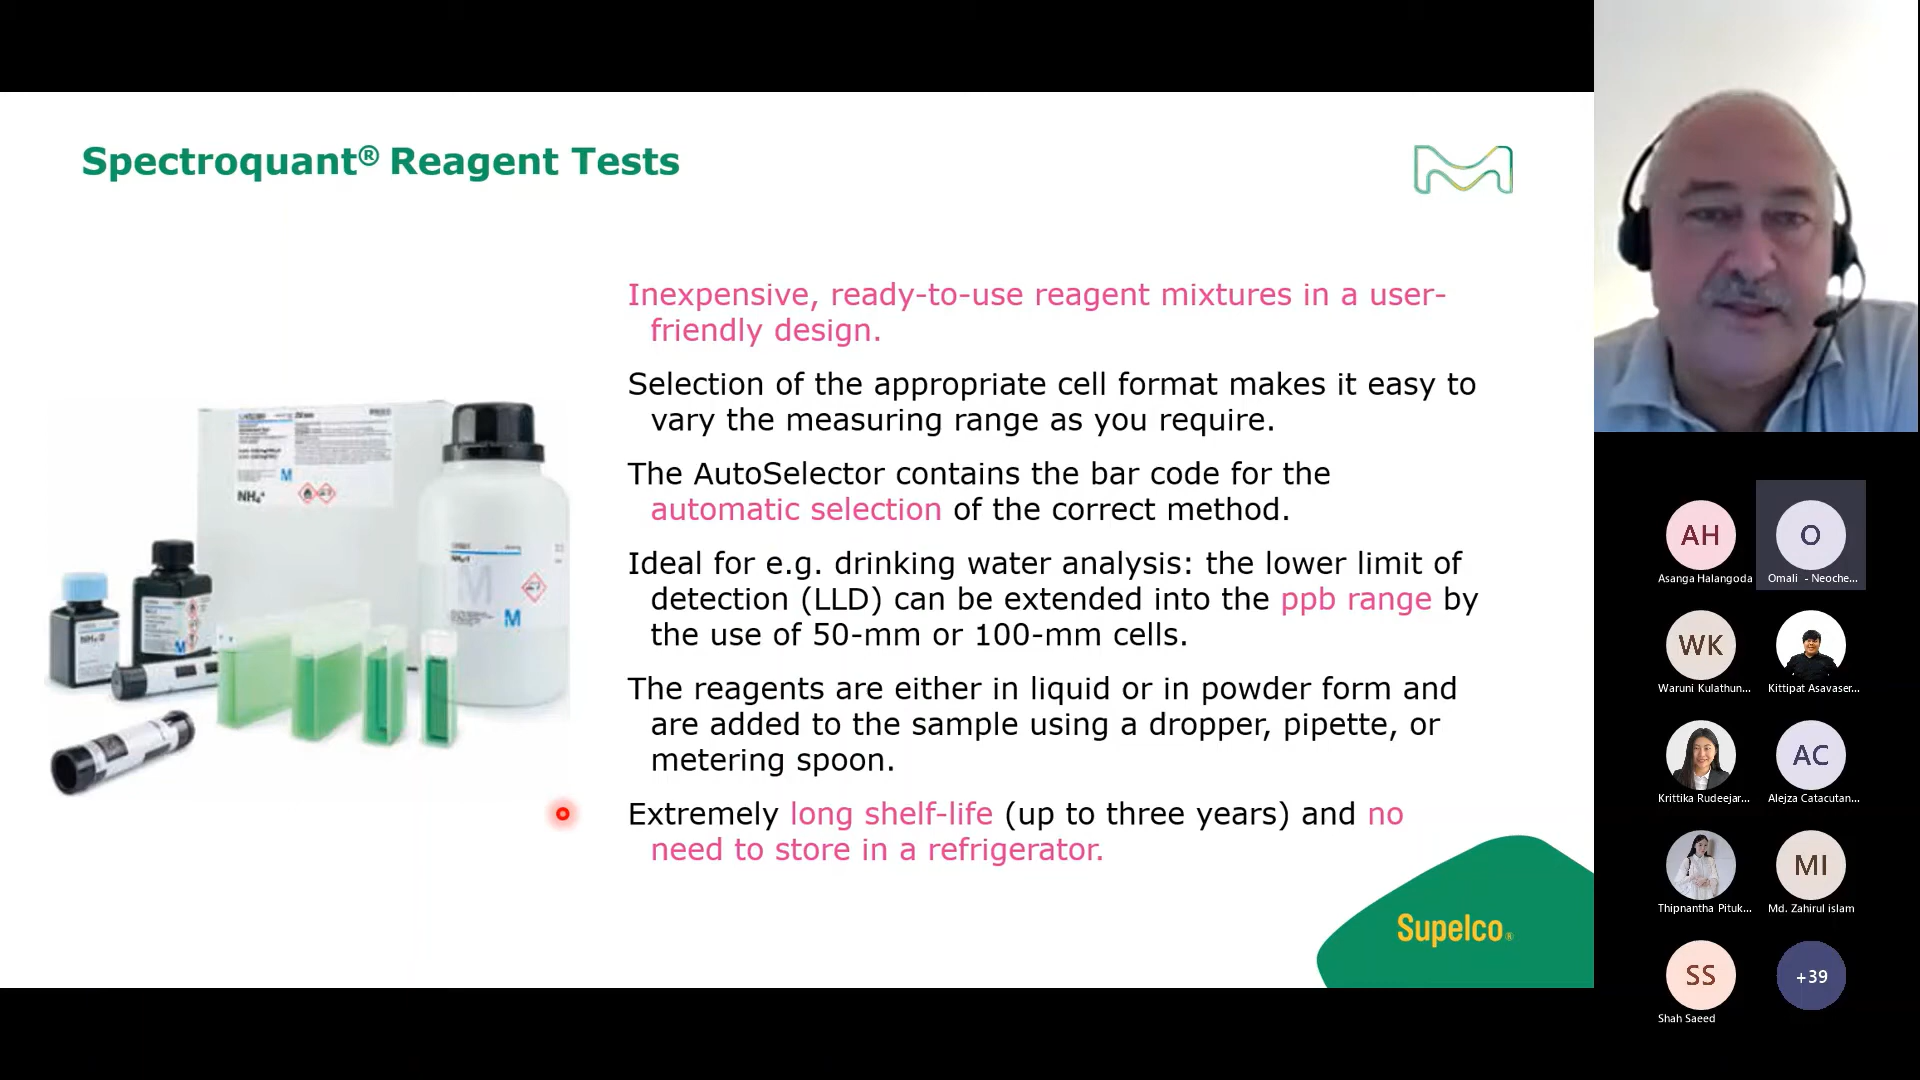 Spectroquant® Reagent Tests
Inexpensive, ready-to-use reagent mixtures in a user-
friendly design.
Selection of the appropriate cell format makes it easy to
vary the measuring range as you require.
The AutoSelector contains the bar code for the
automatic selection of the correct method.
Ideal for e.g. drinking water analysis: the lower limit of
detection (LLD) can be extended into the ppb range by
the use of 50-mm or 100-mm cells.
The reagents are either in liquid or in powder form and
are added to the sample using a dropper, pipette, or
metering spoon.
Extremely long shelf-life (up to three years) and no
need to store in a refrigerator.
Supelco®
M
NH₄⁺
M
M
AH
Asanga Halangoda
O
Omali - Neoche...
WK
Waruni Kulathun...
Kittipat Asavaser...
Krittika Rudeejar...
AC
Alejza Catacutan...
Thipnantha Pituk...
MI
Md. Zahirul islam
SS
Shah Saeed
+39